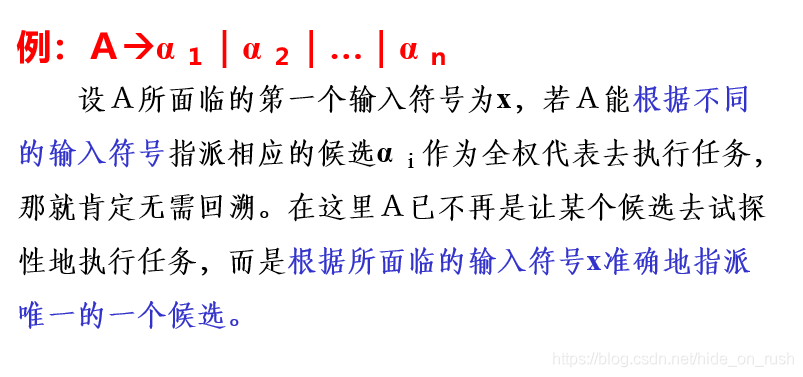 例：A→α 1｜α 2｜…｜α n
设A所面临的第一个输入符号为x，若A能根据不同
的输入符号指派相应的候选α i 作为全权代表去执行任务，
那就肯定无需回溯。在这里A已不再是让某个候选去试探
性地执行任务，而是根据所面临的输入符号x准确地指派
唯一的一个候选。
https://blog.csdn.net/hide_on_rush